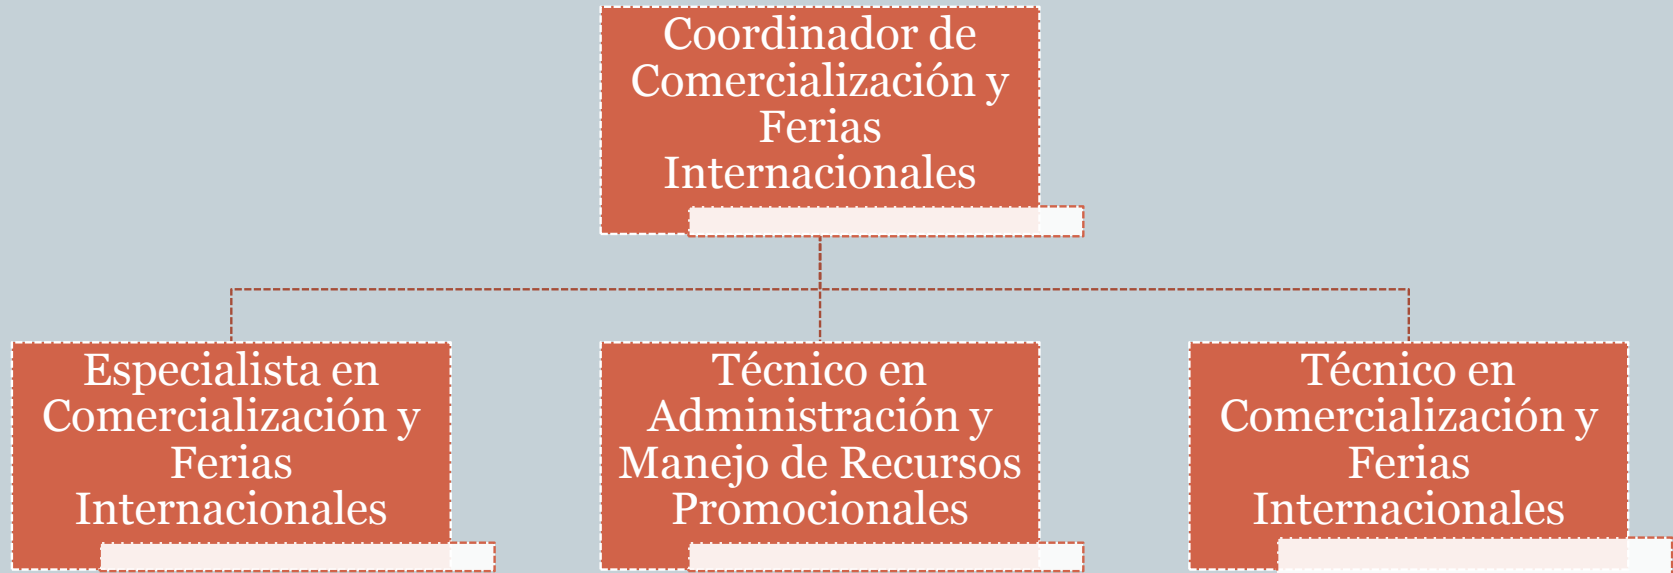 Coordinador de
Comercialización y
Ferias
Internacionales
Especialista en
Comercialización y
Ferias
Internacionales
Técnico en
Administración y
Manejo de Recursos
Promocionales
Técnico en
Comercialización y
Ferias
Internacionales